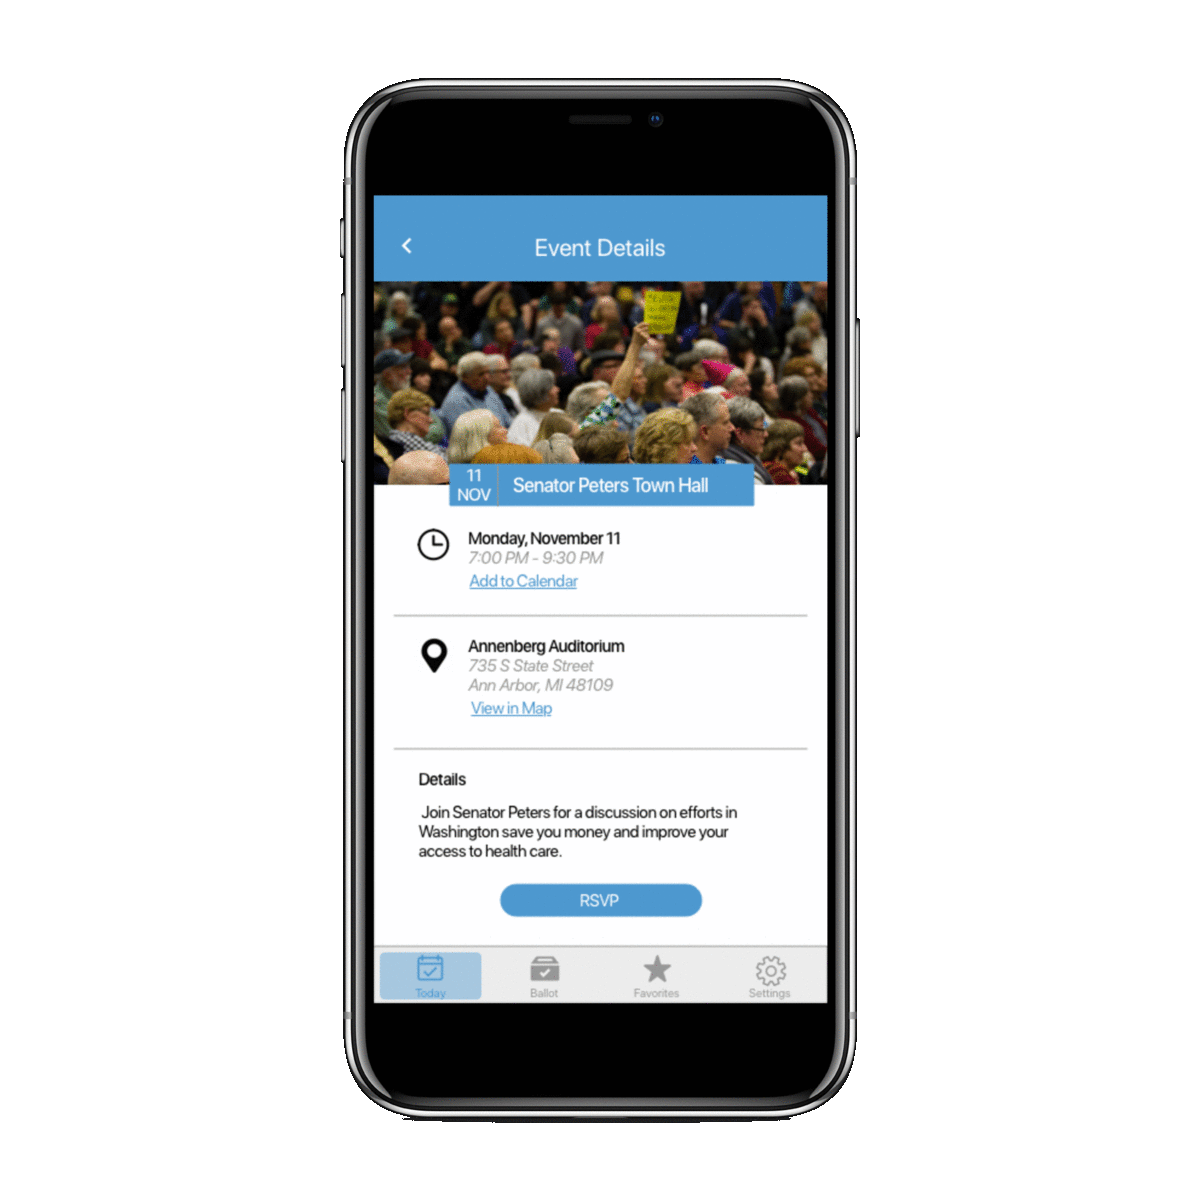 Event Details
11
NOV
Senator Peters Town Hall
Monday, November 11
7:00 PM - 9:30 PM
Add to Calendar
Annenberg Auditorium
735 S State Street
Ann Arbor, MI 48109
View in Map
Details
Join Senator Peters for a discussion on efforts in
Washington save you money and improve your
access to health care.
RSVP
Today
Ballot
Favorites
Settings